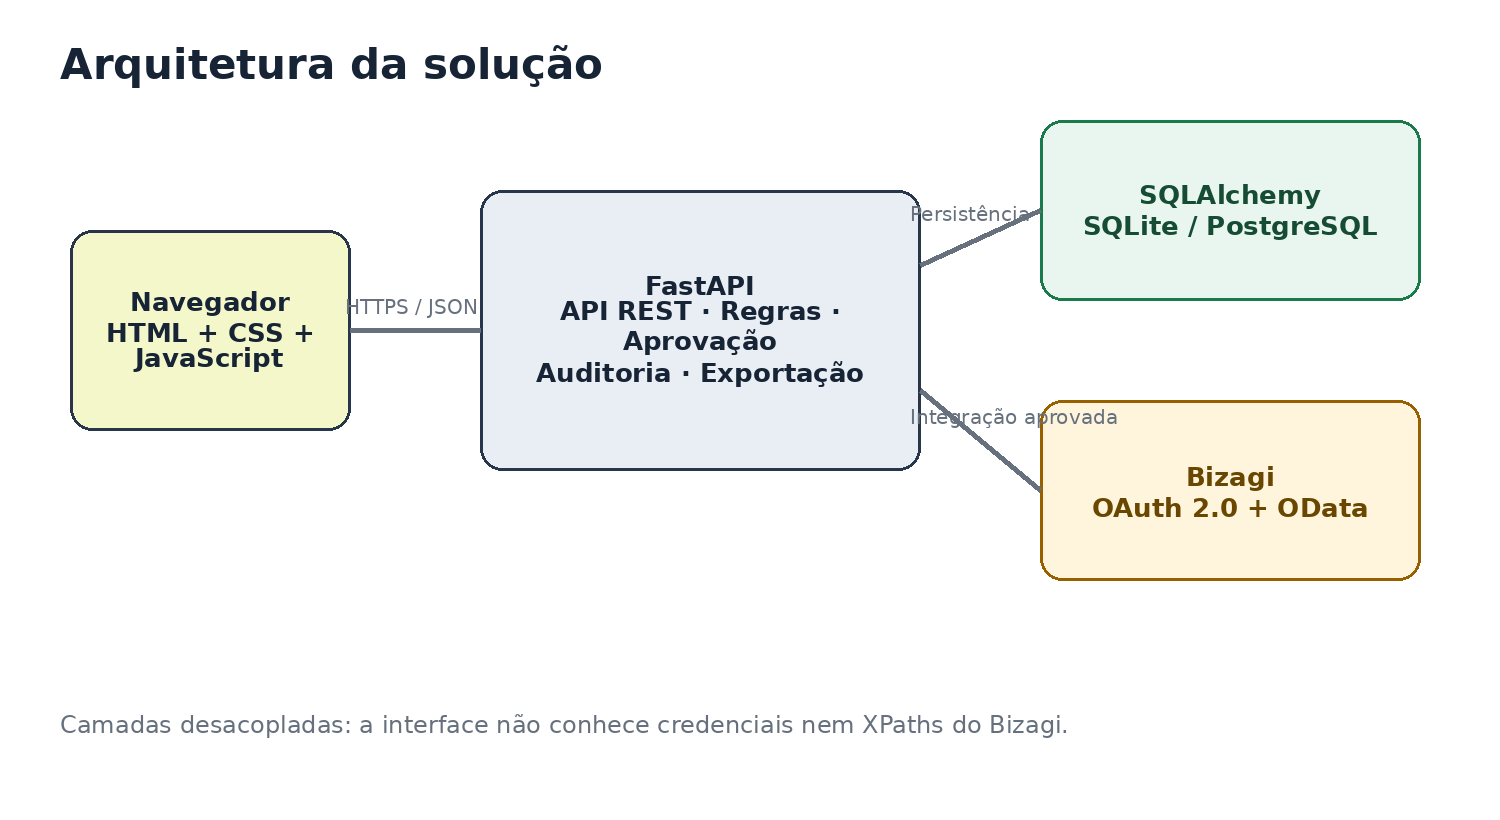 Arquitetura da solução
Navegador
HTML + CSS +
JavaScript
HTTPS / JSON
FastAPI
API REST · Regras ·
Aprovação
Auditoria · Exportação
Persistência
SQLAlchemy
SQLite / PostgreSQL
Integração aprovada
Bizagi
OAuth 2.0 + OData
Camadas desacopladas: a interface não conhece credenciais nem XPaths do Bizagi.